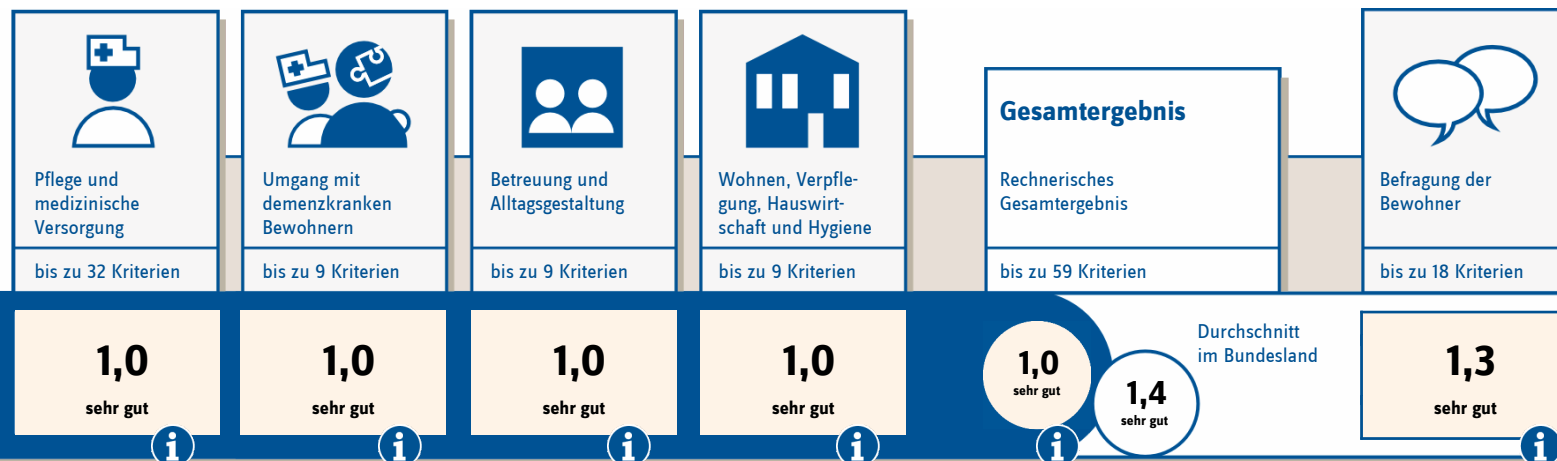 Pflege und
medizinische
Versorgung
bis zu 32 Kriterien
1,0
sehr gut
i
Umgang mit
demenzkranken
Bewohnern
bis zu 9 Kriterien
1,0
sehr gut
i
Betreuung und
Alltagsgestaltung
bis zu 9 Kriterien
1,0
sehr gut
i
Wohnen, Verpfle-
gung, Hauswirt-
schaft und Hygiene
bis zu 9 Kriterien
1,0
sehr gut
i
Gesamtergebnis
Rechnerisches
Gesamtergebnis
bis zu 59 Kriterien
1,0
sehr gut
i
1,4
sehr gut
Durchschnitt
im Bundesland
Befragung der
Bewohner
bis zu 18 Kriterien
1,3
sehr gut
i